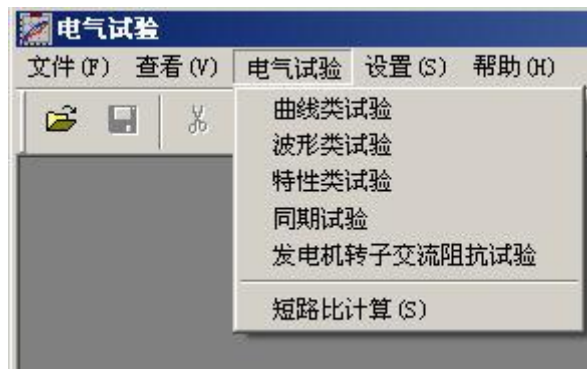 电气试验
文件(F) 查看(V) 电气试验 设置(S) 帮助(H)
曲线类试验
波形类试验
特性类试验
同期试验
发电机转子交流阻抗试验
短路比计算(S)